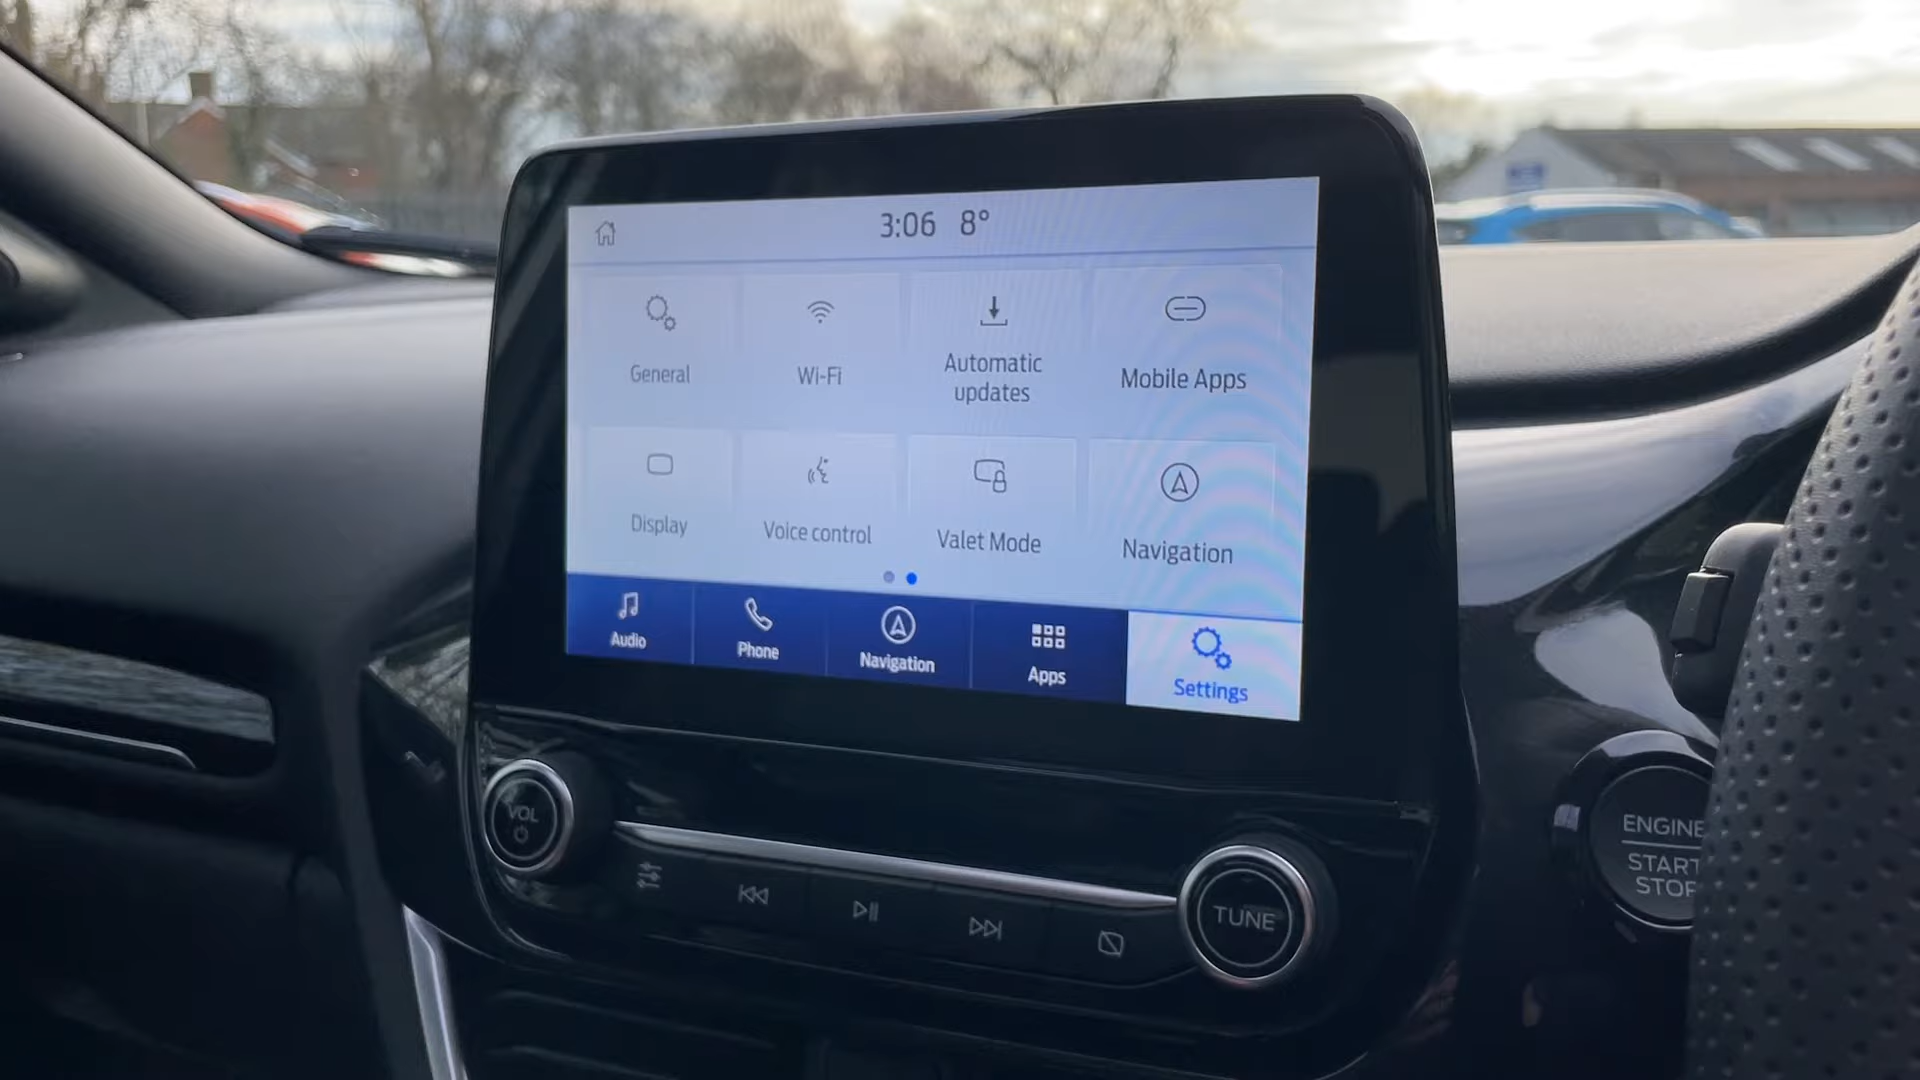 3:06 8°
General
Wi-Fi
Automatic
updates
Mobile Apps
Display
Voice control
Valet Mode
Navigation
Audio
Phone
Navigation
Apps
Settings
VOL
TUNE
ENGINE
START
STOP